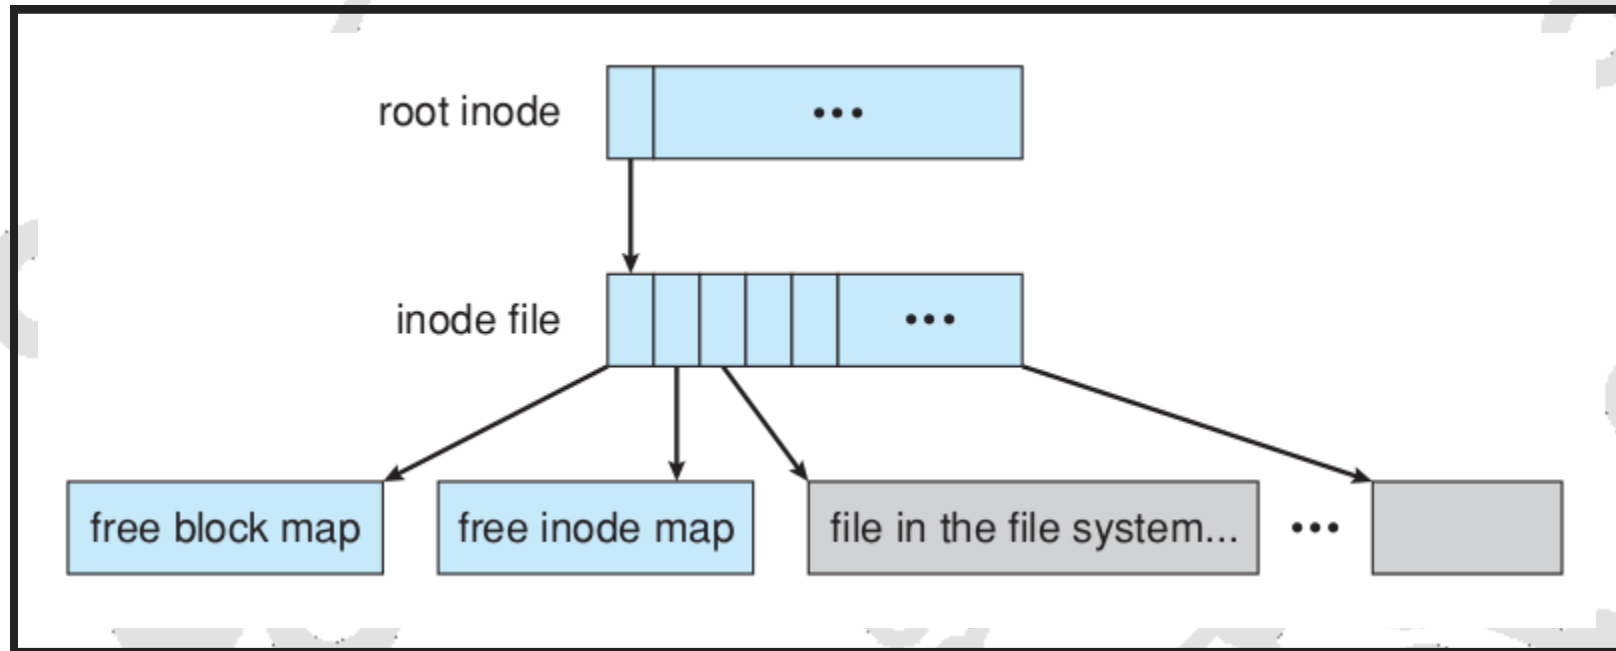 root inode
...
inode file
...
free block map
free inode map
file in the file system...
...